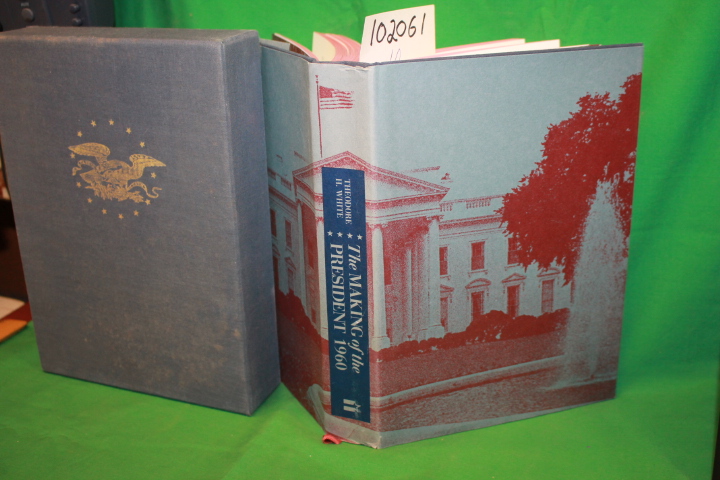 102061
THEODORE
H. WHITE
The MAKING of the
PRESIDENT 1960